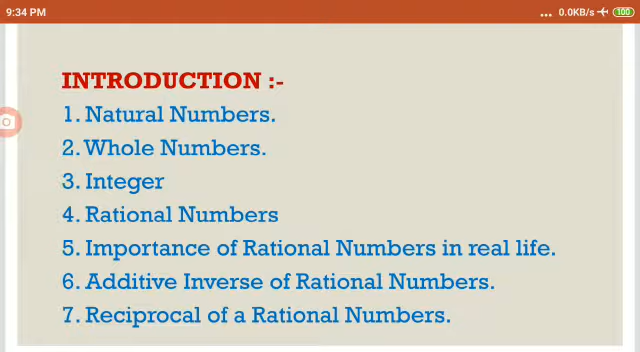 9:34 PM
... 0.0KB/s 100
INTRODUCTION :-
1. Natural Numbers.
2. Whole Numbers.
3. Integer
4. Rational Numbers
5. Importance of Rational Numbers in real life.
6. Additive Inverse of Rational Numbers.
7. Reciprocal of a Rational Numbers.